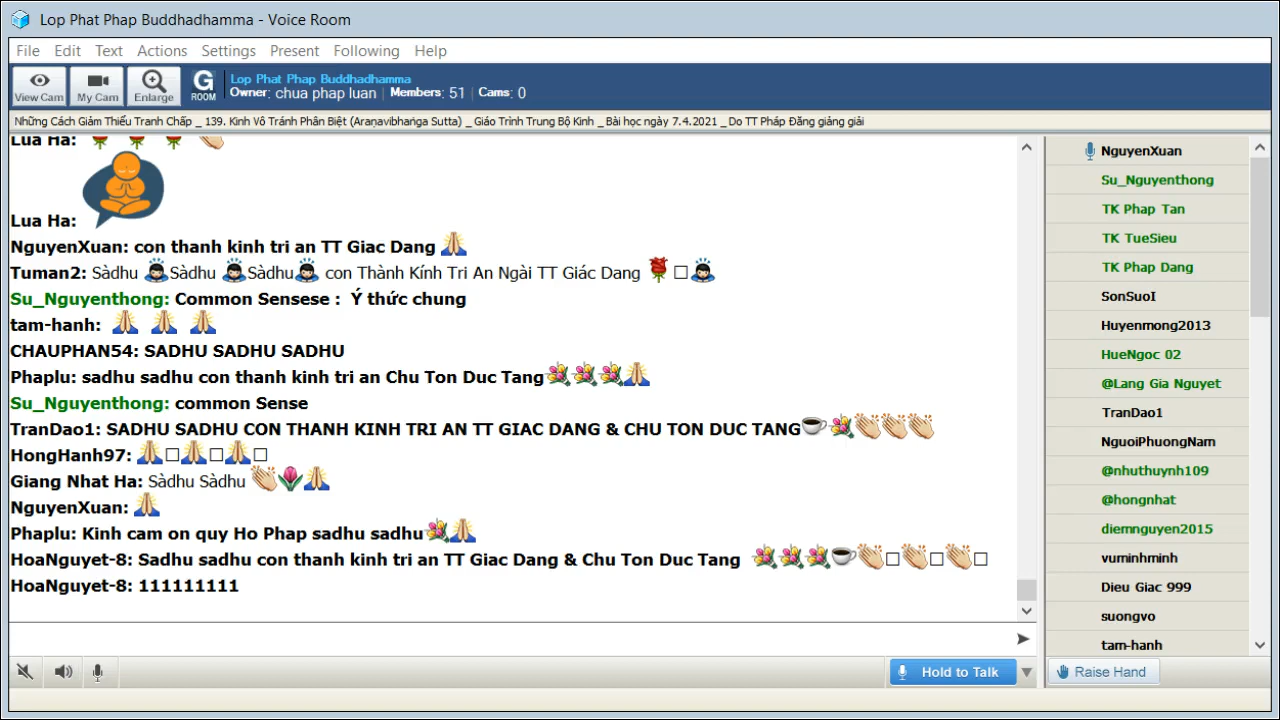 Lop Phat Phap Buddhadhamma - Voice Room
File Edit Text Actions Settings Present Following Help
View Cam My Cam Enlarge G ROOM
Lop Phat Phap Buddhadhamma
Owner: chua phap luan | Members: 51 | Cams: 0
Những Cách Giảm Thiểu Tranh Chấp _ 139. Kinh Vô Tránh Phân Biệt (Araṇavibhaṅga Sutta) _Giáo Trình Trung Bộ Kinh _Bài học ngày 7.4.2021 _Do TT Pháp Đăng giảng giải
Lua Ha:
Lua Ha:
NguyenXuan: con thanh kinh tri an TT Giac Dang
Tuman2: Sàdhu Sàdhu Sàdhu con Thành Kính Tri Ân Ngài TT Giác Dang
Su_Nguyenthong: Common Sensese : Ý thức chung
tam-hanh:
CHAUPHAN54: SADHU SADHU SADHU
Phaplu: sadhu sadhu con thanh kinh tri an Chu Ton Duc Tang
Su_Nguyenthong: common Sense
TranDao1: SADHU SADHU CON THANH KINH TRI AN TT GIAC DANG & CHU TON DUC TANG
HongHanh97:
Giang Nhat Ha: Sàdhu Sàdhu
NguyenXuan:
Phaplu: Kinh cam on quy Ho Phap sadhu sadhu
HoaNguyet-8: Sadhu sadhu con thanh kinh tri an TT Giac Dang & Chu Ton Duc Tang
HoaNguyet-8: 111111111
NguyenXuan
Su_Nguyenthong
TK Phap Tan
TK TueSieu
TK Phap Dang
SonSuoI
Huyenmong2013
HueNgoc 02
@Lang Gia Nguyet
TranDao1
NguoiPhuongNam
@nhuthuynh109
@hongnhat
diemnguyen2015
vuminhminh
Dieu Giac 999
suongvo
tam-hanh
Hold to Talk
Raise Hand